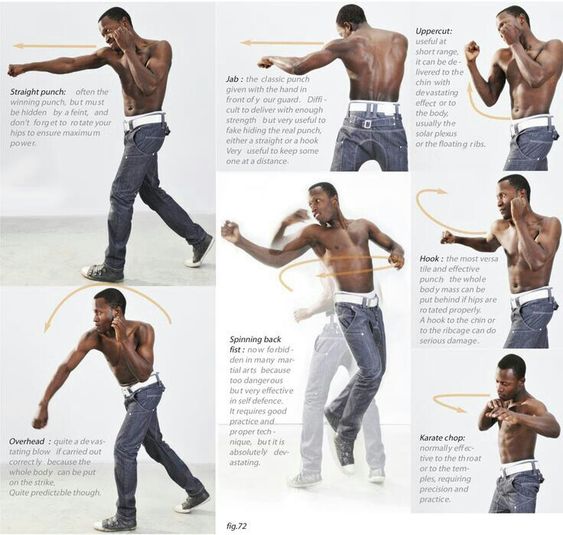 Straight punch: often the
winning punch, but must
be hidden by a feint, and
don't forget to rotate your
hips to ensure maximum
power.
Jab : the classic punch
given with the hand in
front of your guard. Diffi-
cult to deliver with enough
strength but very useful to
fake hiding the real punch,
either a straight or a hook
Very useful to keep some
one at a distance.
Uppercut:
useful at
short range,
it can be de-
livered to the
chin with
devastating
effect or to
the body,
usually the
solar plexus
or the floating ribs.
Hook : the most versa
tile and effective
punch the whole
body mass can be
put behind if hips are
rotated properly.
A hook to the chin or
to the ribcage can do
serious damage.
Overhead : quite a devas-
tating blow if carried out
correctly because the
whole body can be put
on the strike.
Quite predictable though.
Spinning back
fist : now forbid-
den in many mar-
tial arts because
too dangerous
but very effective
in self defence.
It requires good
practice and
proper tech-
nique, but it is
absolutely dev-
astating.
Karate chop:
normally effec-
tive to the throat
or to the tem-
ples, requiring
precision and
practice.
fig.72